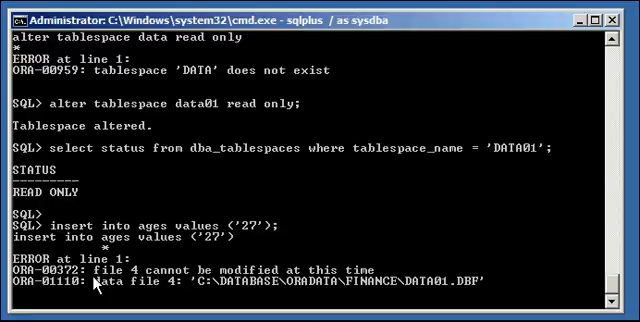 Administrator: C:\Windows\system32\cmd.exe - sqlplus / as sysdba
alter tablespace data read only
*
ERROR at line 1:
ORA-00959: tablespace 'DATA' does not exist
SQL> alter tablespace data01 read only;
Tablespace altered.
SQL> select status from dba_tablespaces where tablespace_name = 'DATA01';
STATUS
---------
READ ONLY
SQL>
SQL> insert into ages values ('27');
insert into ages values ('27')
*
ERROR at line 1:
ORA-00372: file 4 cannot be modified at this time
ORA-01110: data file 4: 'C:\DATABASE\ORADATA\FINANCE\DATA01.DBF'